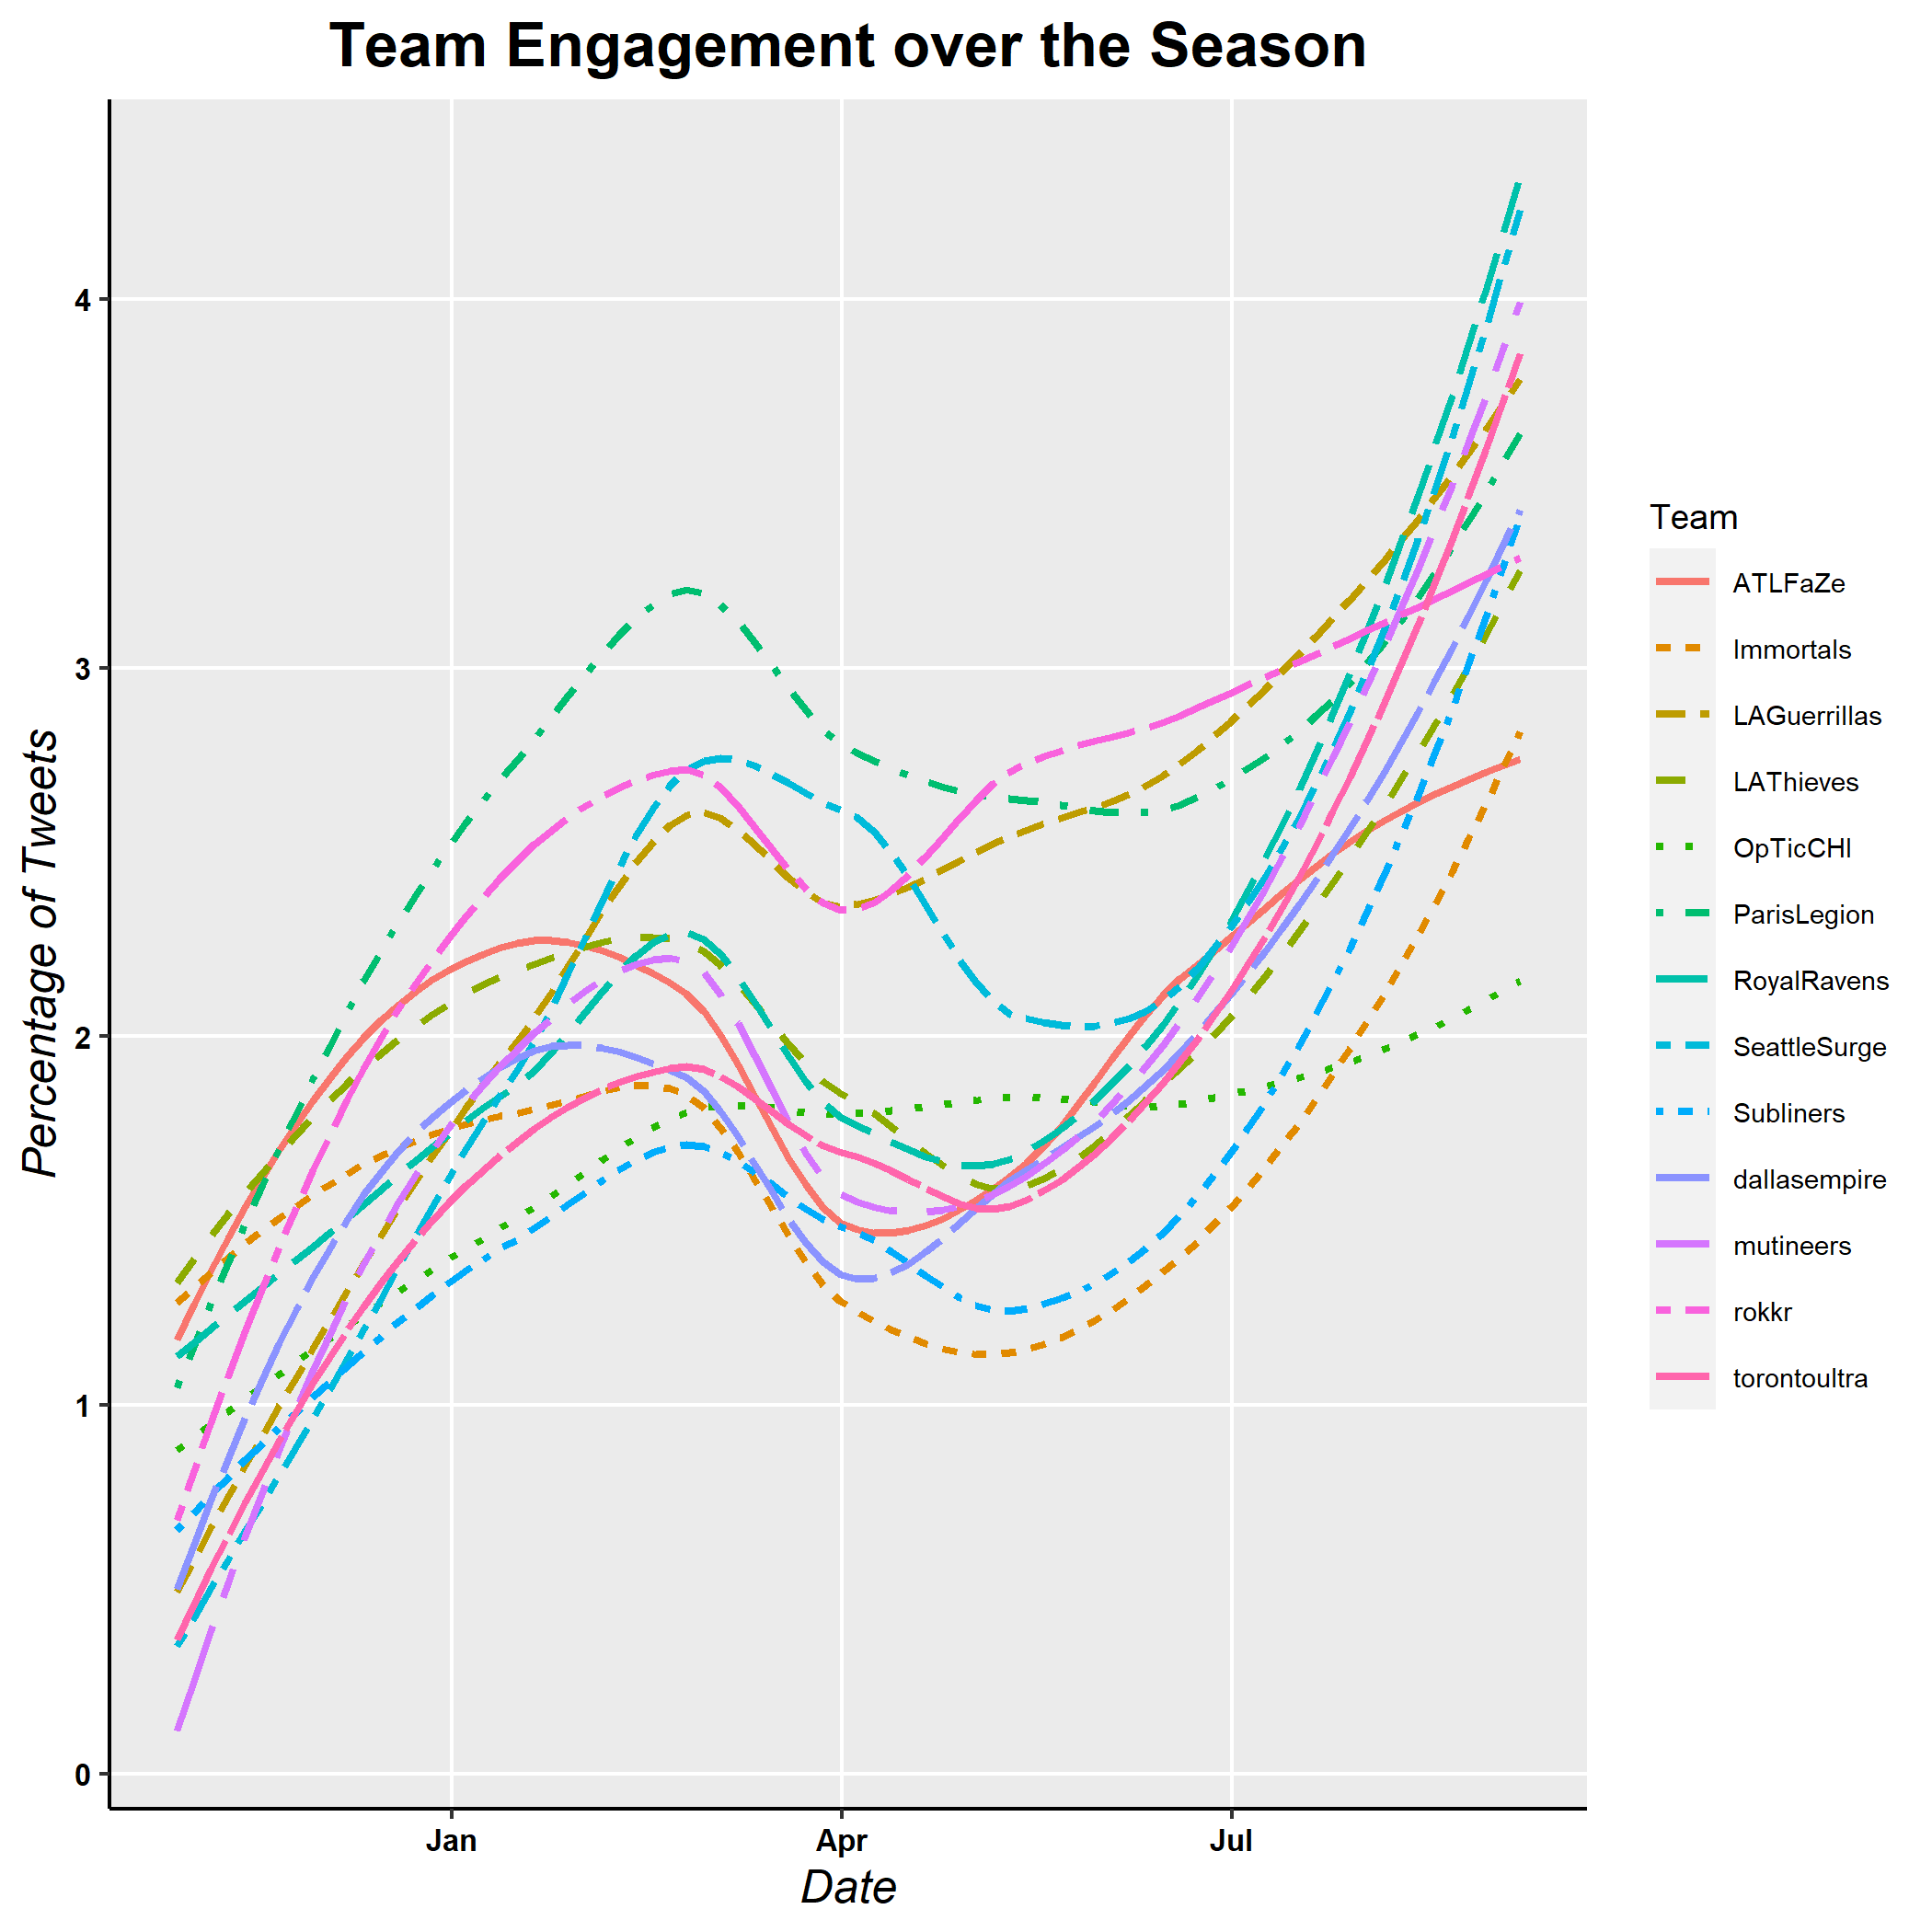 Team Engagement over the Season
Percentage of Tweets
4
3
2
1
0
Jan Apr Jul
Date
Team
ATLFaZe
Immortals
LAGuerrillas
LAThieves
OpTicCHI
ParisLegion
RoyalRavens
SeattleSurge
Subliners
dallasempire
mutineers
rokkr
torontoultra